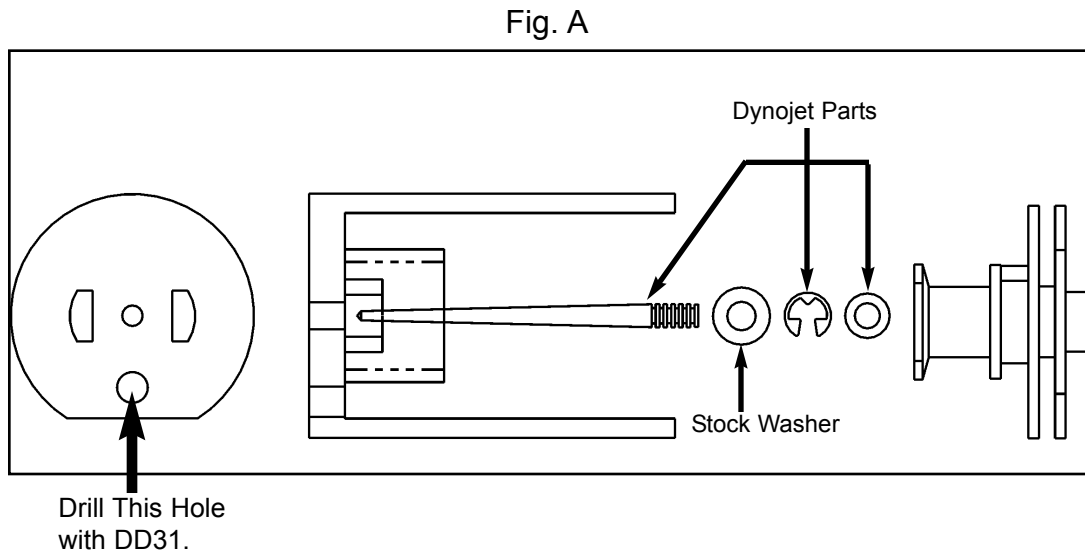 Fig. A
Dynojet Parts
Stock Washer
Drill This Hole
with DD31.